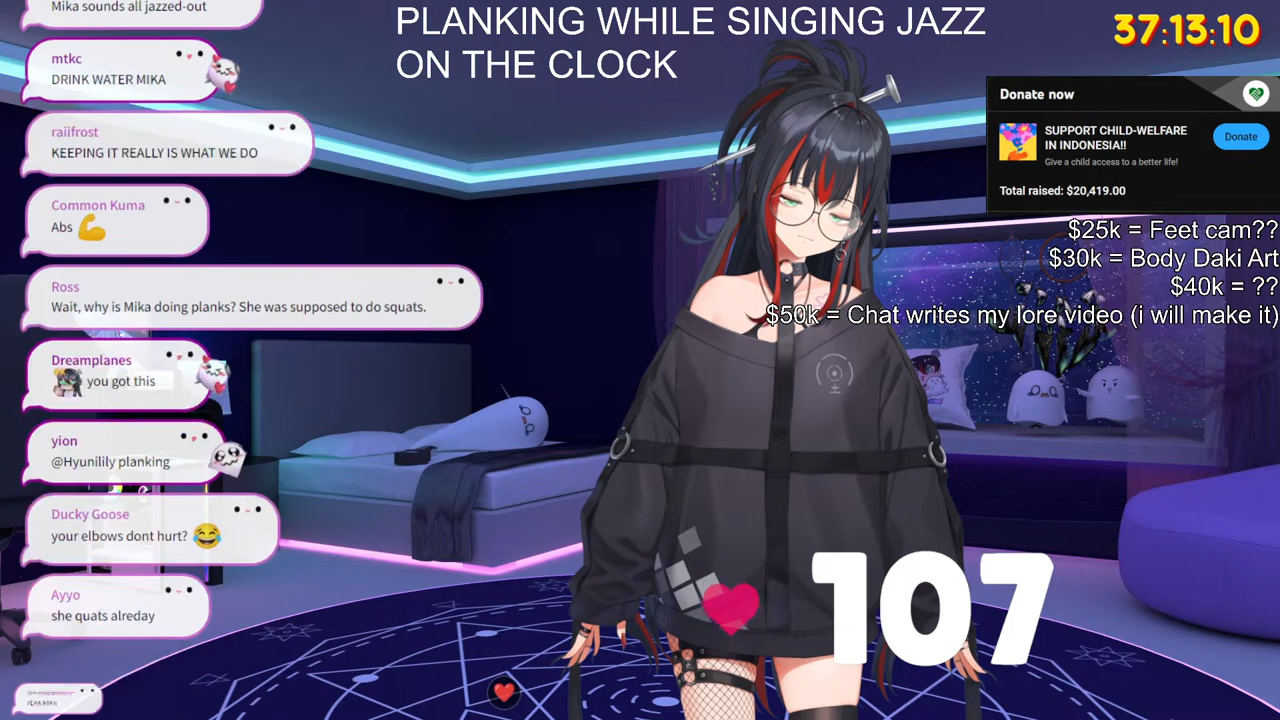 Mika sounds all jazzed-out
mtkc
DRINK WATER MIKA
raiifrost
KEEPING IT REALLY IS WHAT WE DO
Common Kuma
Abs
Ross
Wait, why is Mika doing planks? She was supposed to do squats.
Dreamplanes
you got this
yion
@Hyunilily planking
Ducky Goose
your elbows dont hurt?
Ayyo
she quats alreday
PLANKING WHILE SINGING JAZZ
ON THE CLOCK
37:13:10
Donate now
SUPPORT CHILD-WELFARE
IN INDONESIA!!
Give a child access to a better life!
Donate
Total raised: $20,419.00
$25k = Feet cam??
$30k = Body Daki Art
$40k = ??
$50k = Chat writes my lore video (i will make it)
107